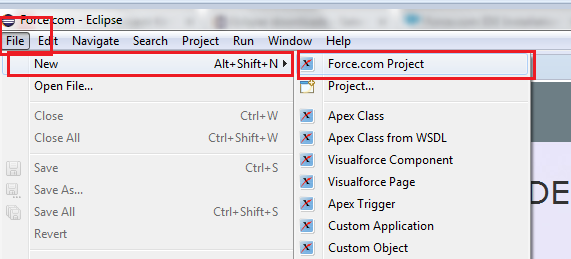 Force.com - Eclipse
File Edit Navigate Search Project Run Window Help
New Alt+Shift+N
Open File...
Close Ctrl+W
Close All Ctrl+Shift+W
Save Ctrl+S
Save As...
Save All Ctrl+Shift+S
Revert
Force.com Project
Project...
Apex Class
Apex Class from WSDL
Visualforce Component
Visualforce Page
Apex Trigger
Custom Application
Custom Object
DE